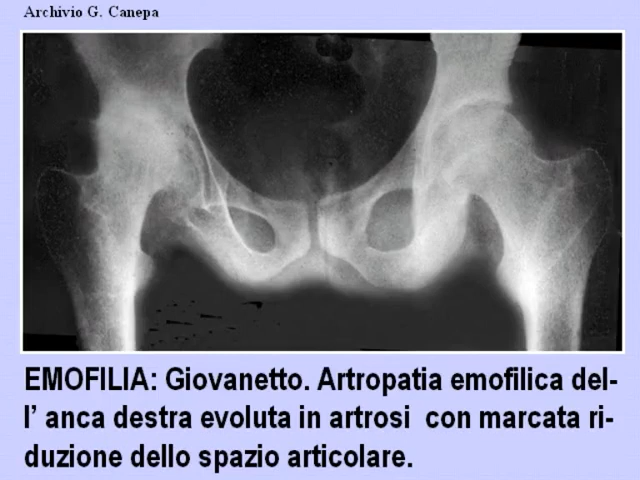 Archivio G. Canepa
EMOFILIA: Giovanetto. Artropatia emofilica del-
l' anca destra evoluta in artrosi con marcata ri-
duzione dello spazio articolare.